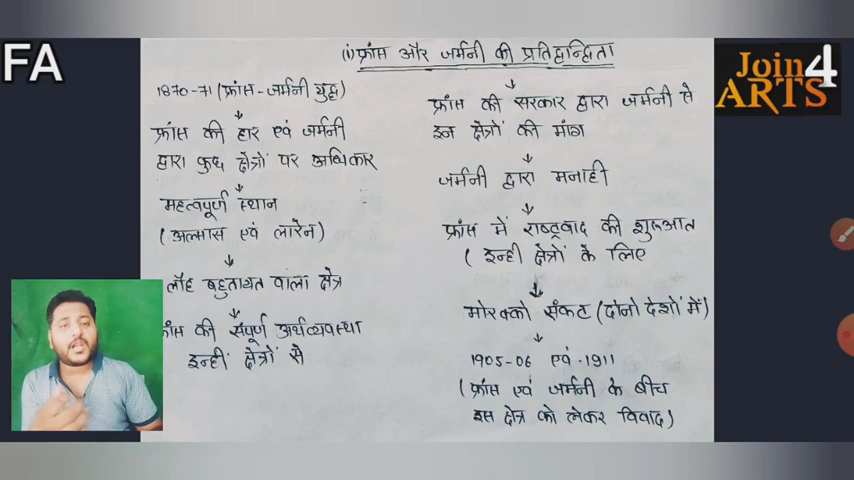 FA
(i) फ्रांस और जर्मनी की प्रतिद्वन्द्विता
Join 4
ARTS
1870-71 (फ्रांस-जर्मनी युद्ध)
फ्रांस की हार एवं जर्मनी
द्वारा कुछ क्षेत्रों पर अधिकार
महत्वपूर्ण स्थान
(अल्सास एवं लारेन)
लौह बहुतायत वाला क्षेत्र
की संपूर्ण अर्थव्यवस्था
इन्हीं क्षेत्रों से
फ्रांस की सरकार द्वारा जर्मनी से
इन क्षेत्रों की मांग
जर्मनी द्वारा मनाही
फ्रांस में राष्ट्रवाद की शुरुआत
(इन्ही क्षेत्रों के लिए
मोरक्को संकट (दोनो देशों में)
1905-06 एवं 1911
(फ्रांस एवं जर्मनी के बीच
इस क्षेत्र को लेकर विवाद)